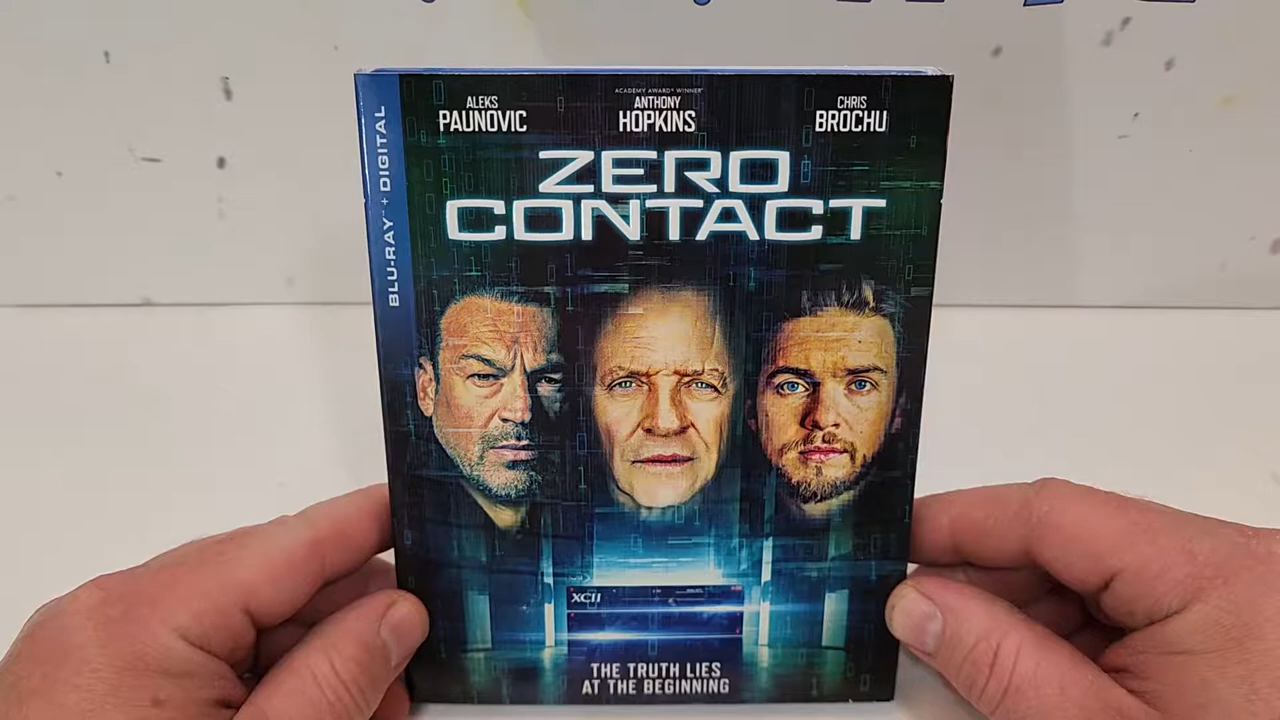 BLU-RAY™ + DIGITAL
ALEKS
PAUNOVIC
ACADEMY AWARD® WINNER
ANTHONY
HOPKINS
CHRIS
BROCHU
ZERO
CONTACT
XCII
THE TRUTH LIES
AT THE BEGINNING